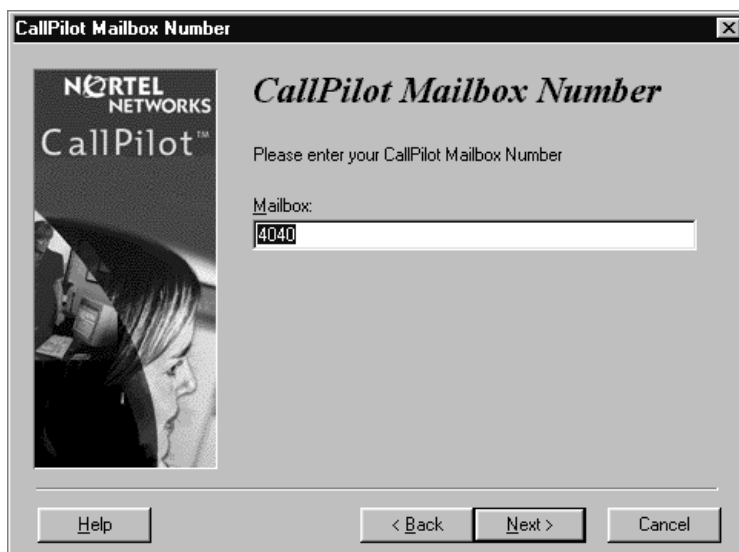 CallPilot Mailbox Number
NORTEL
NETWORKS
CallPilot™
CallPilot Mailbox Number
Please enter your CallPilot Mailbox Number
Mailbox:
4040
Help
< Back
Next >
Cancel